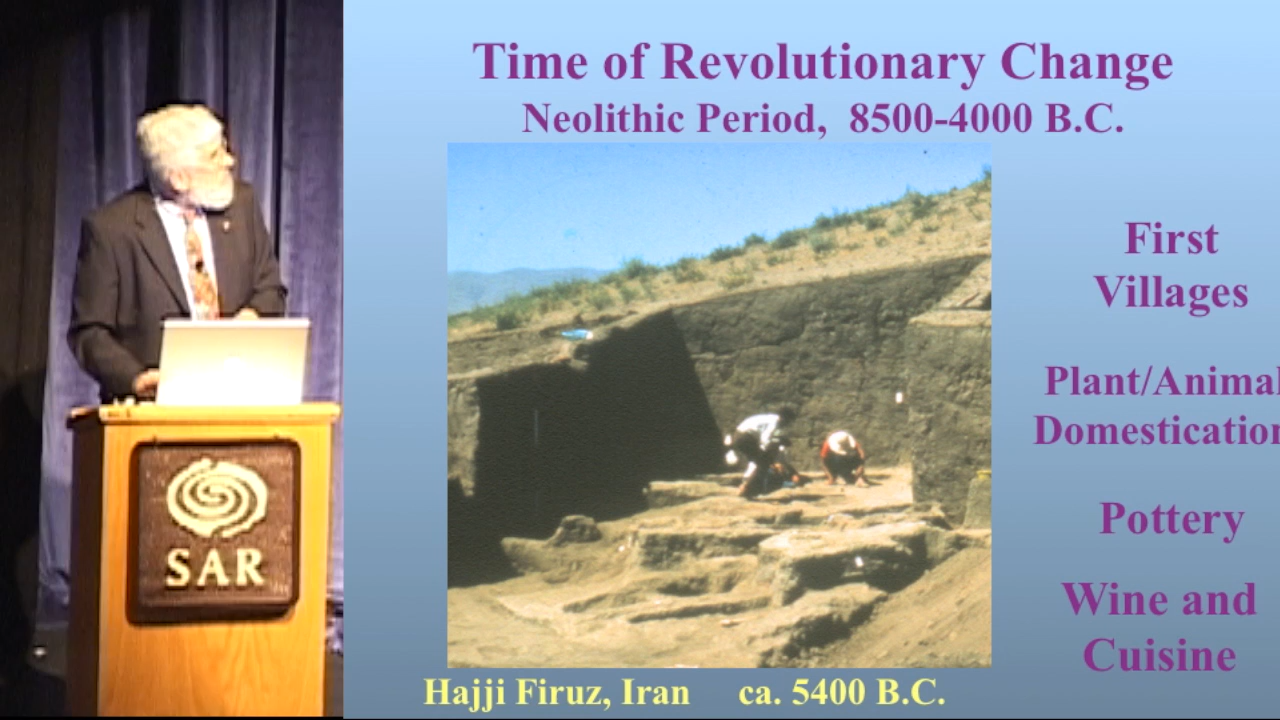 Time of Revolutionary Change
Neolithic Period, 8500-4000 B.C.
First
Villages
Plant/Animal
Domestication
Pottery
Wine and
Cuisine
Hajji Firuz, Iran ca. 5400 B.C.
SAR